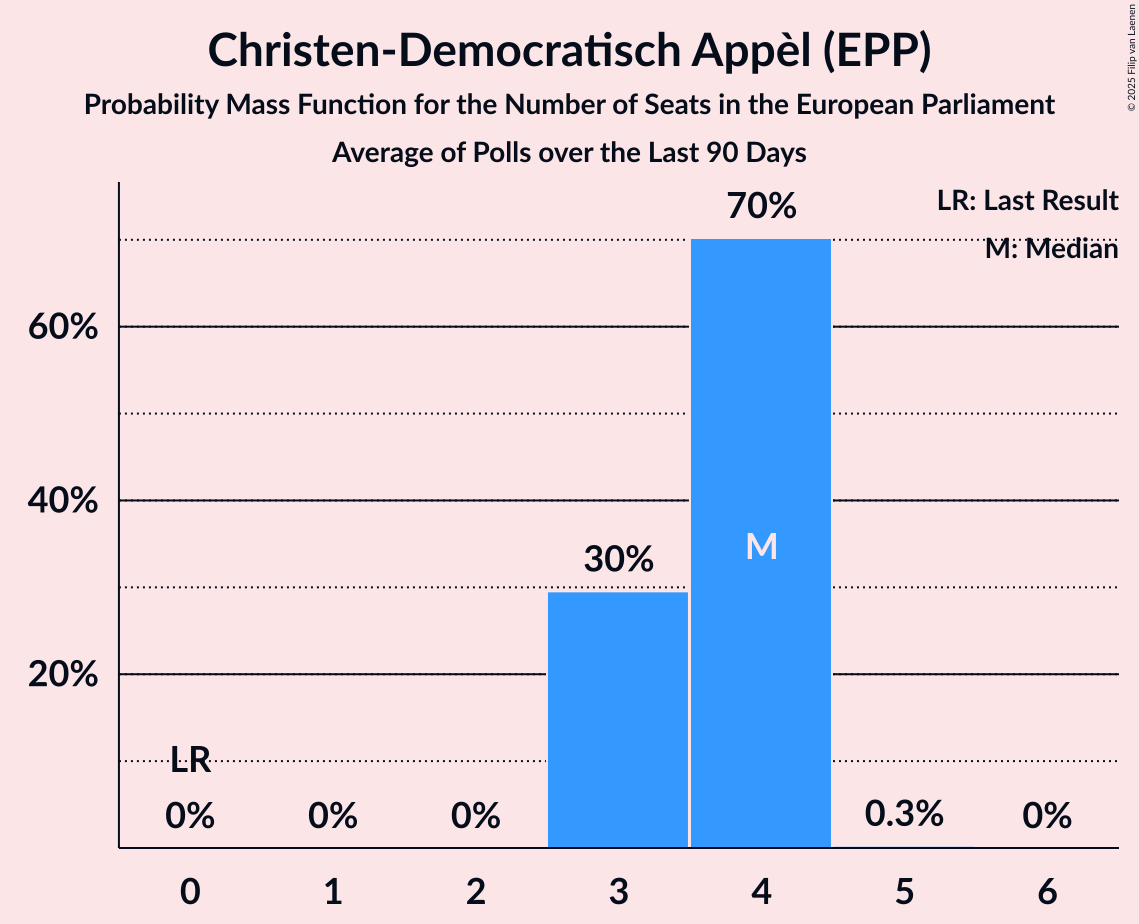 Christen-Democratisch Appèl (EPP)
Probability Mass Function for the Number of Seats in the European Parliament
Average of Polls over the Last 90 Days
© 2025 Filip van Laenen
LR: Last Result
M: Median
70%
60%
40%
30%
M
20%
LR
0% 0% 0% 0.3% 0%
0 1 2 3 4 5 6